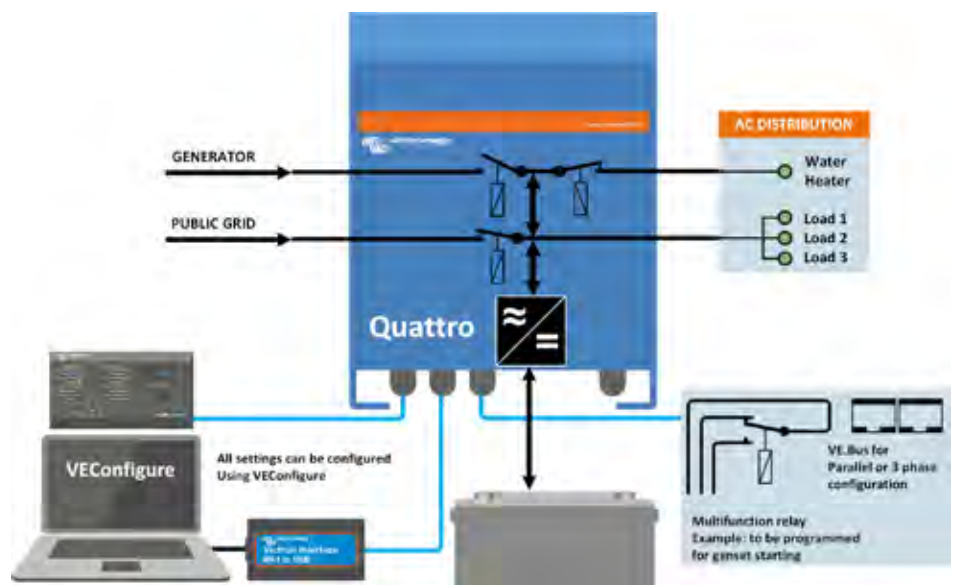 AC DISTRIBUTION
GENERATOR
Water
Heater
PUBLIC GRID
Load 1
Load 2
Load 3
Quattro
VEConfigure
All settings can be configured
Using VEConfigure
VE.Bus for
Parallel or 3 phase
configuration
Multifunction relay
Example: to be programmed
for genset starting